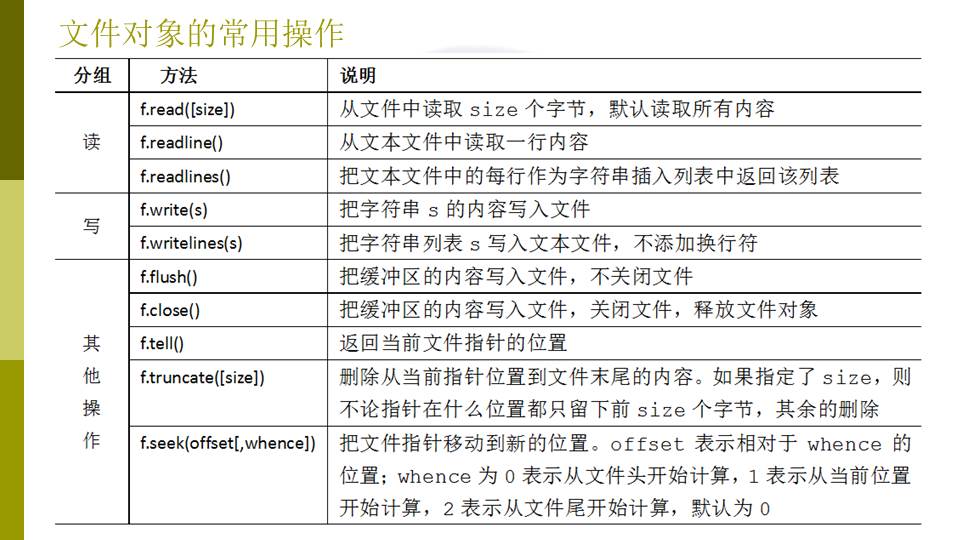 文件对象的常用操作
分组 方法 说明
读
f.read([size]) 从文件中读取 size 个字节，默认读取所有内容
f.readline() 从文本文件中读取一行内容
f.readlines() 把文本文件中的每行作为字符串插入列表中返回该列表
写
f.write(s) 把字符串 s 的内容写入文件
f.writelines(s) 把字符串列表 s 写入文本文件，不添加换行符
其他操作
f.flush() 把缓冲区的内容写入文件，不关闭文件
f.close() 把缓冲区的内容写入文件，关闭文件，释放文件对象
f.tell() 返回当前文件指针的位置
f.truncate([size]) 删除从当前指针位置到文件末尾的内容。如果指定了 size，则
不论指针在什么位置都只留下前 size 个字节，其余的删除
f.seek(offset[,whence]) 把文件指针移动到新的位置。offset 表示相对于 whence 的
位置；whence 为 0 表示从文件头开始计算，1 表示从当前位置
开始计算，2 表示从文件尾开始计算，默认为 0